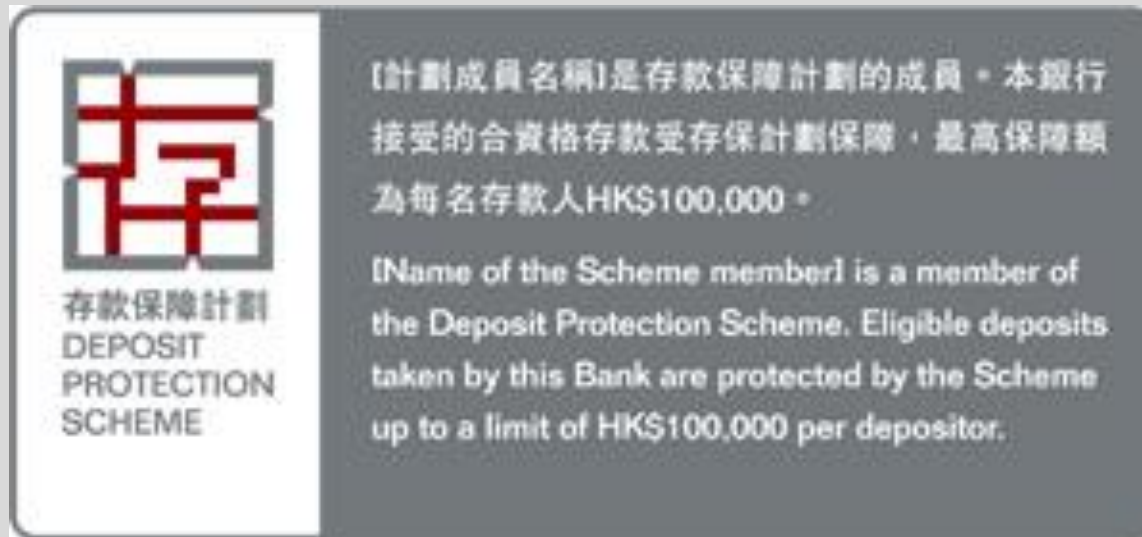 存款保障計劃
DEPOSIT
PROTECTION
SCHEME
[計劃成員名稱]是存款保障計劃的成員。本銀行
接受的合資格存款受存保計劃保障，最高保障額
為每名存款人HK$100,000。
[Name of the Scheme member] is a member of
the Deposit Protection Scheme. Eligible deposits
taken by this Bank are protected by the Scheme
up to a limit of HK$100,000 per depositor.